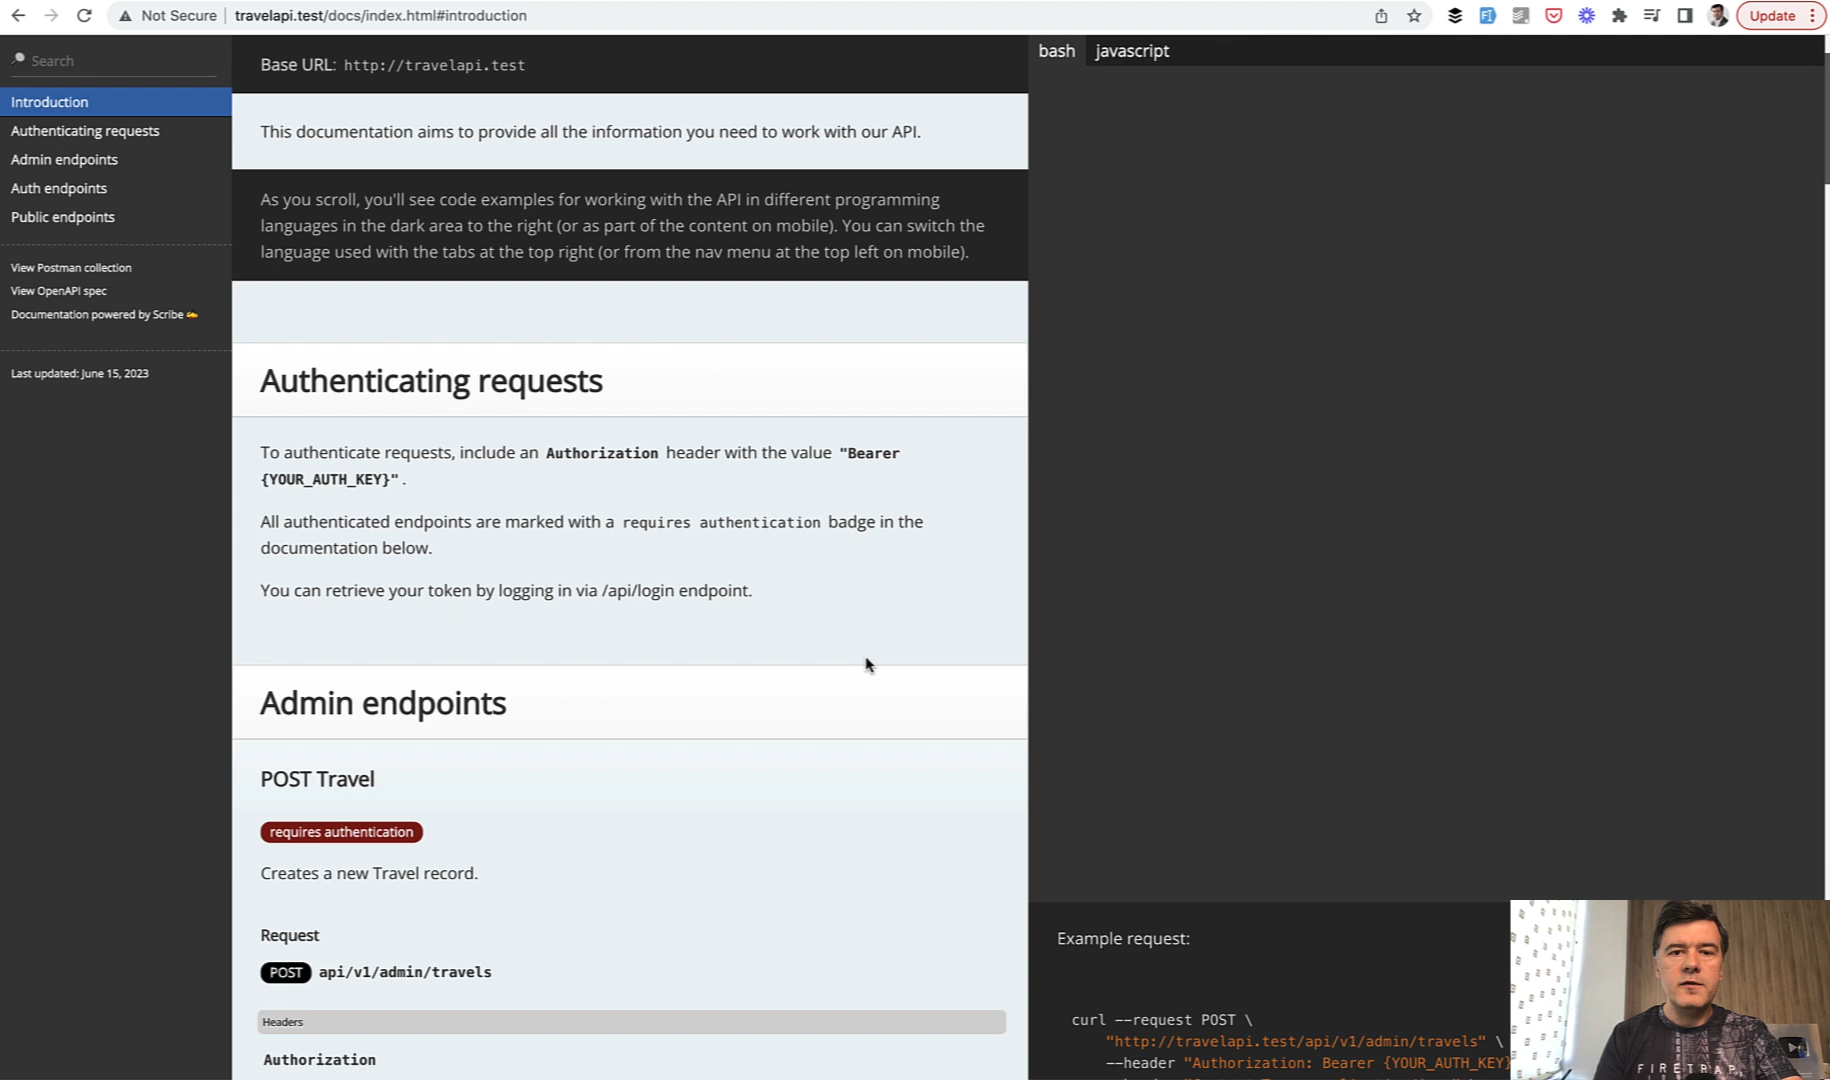 Not Secure
travelapi.test/docs/index.html#introduction
Update
Search
Introduction
Authenticating requests
Admin endpoints
Auth endpoints
Public endpoints
View Postman collection
View OpenAPI spec
Documentation powered by Scribe ✍
Last updated: June 15, 2023
Base URL: http://travelapi.test
This documentation aims to provide all the information you need to work with our API.
As you scroll, you'll see code examples for working with the API in different programming
languages in the dark area to the right (or as part of the content on mobile). You can switch the
language used with the tabs at the top right (or from the nav menu at the top left on mobile).
Authenticating requests
To authenticate requests, include an Authorization header with the value "Bearer
{YOUR_AUTH_KEY}".
All authenticated endpoints are marked with a requires authentication badge in the
documentation below.
You can retrieve your token by logging in via /api/login endpoint.
Admin endpoints
POST Travel
requires authentication
Creates a new Travel record.
Request
POST api/v1/admin/travels
Headers
Authorization
bash
javascript
Example request:
curl --request POST \
"http://travelapi.test/api/v1/admin/travels" \
--header "Authorization: Bearer {YOUR_AUTH_KEY}
FIRETRAP